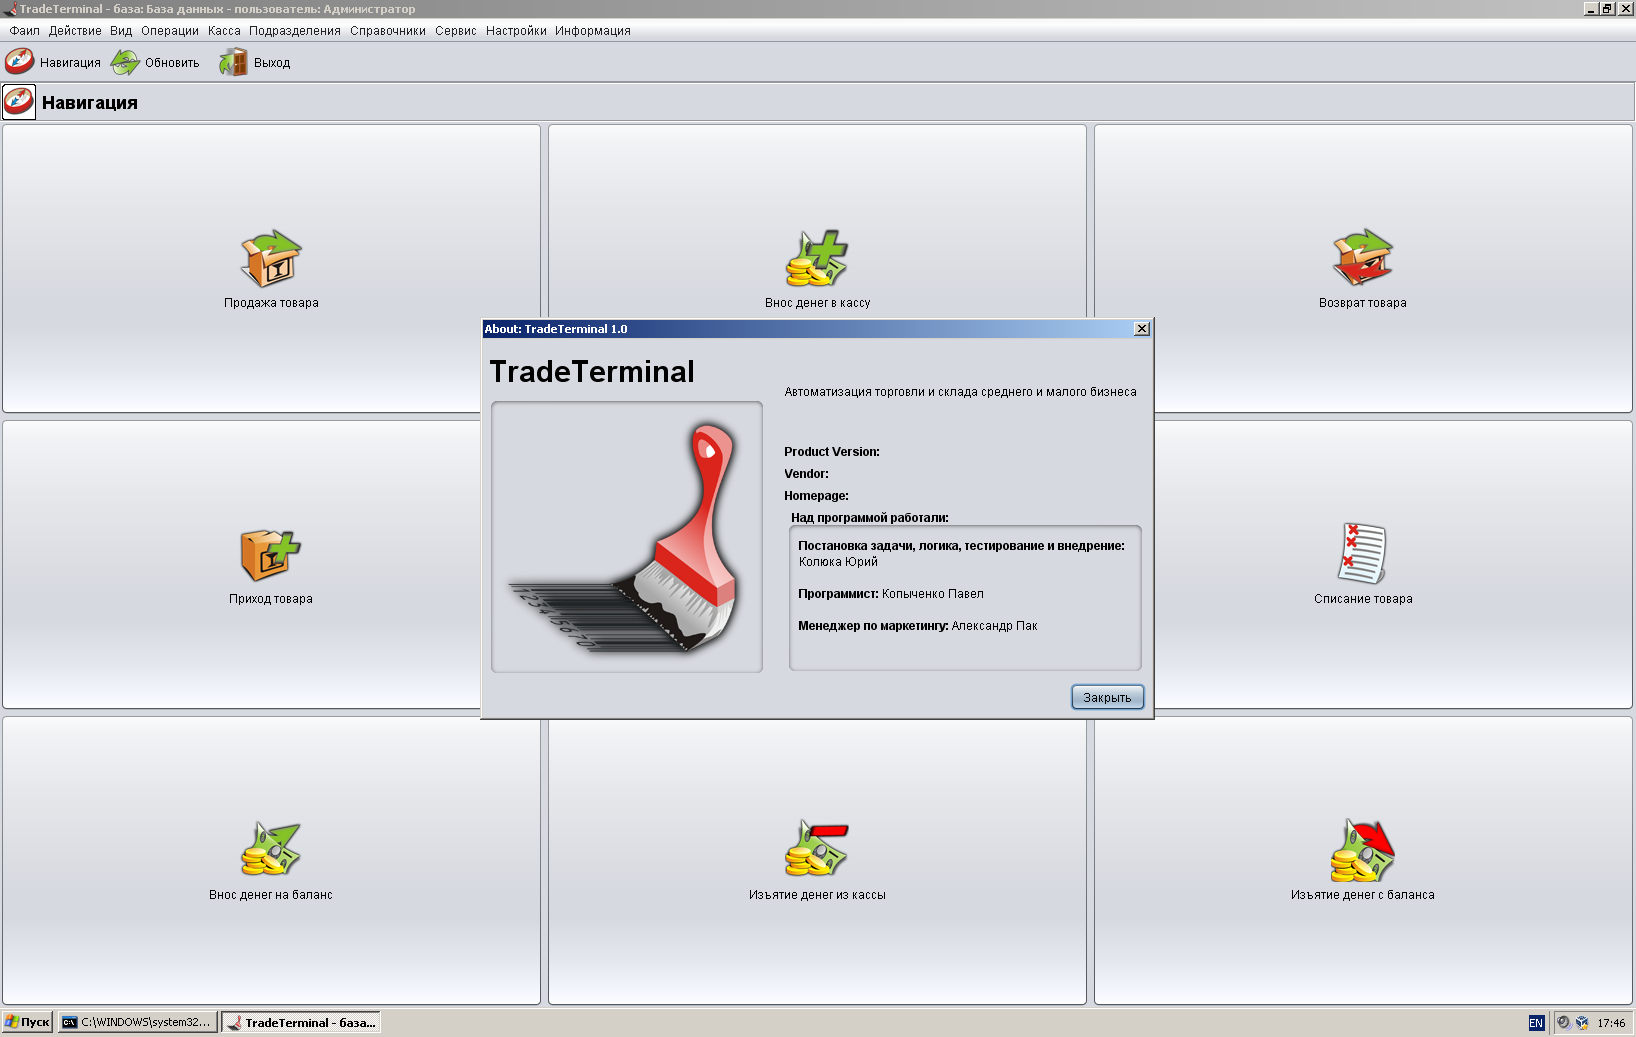 TradeTerminal - база: База данных - пользователь: Администратор
Фаил Действие Вид Операции Касса Подразделения Справочники Сервис Настройки Информация
Навигация Обновить Выход
Навигация
Продажа товара
Внос денег в кассу
Возврат товара
About: TradeTerminal 1.0
TradeTerminal
Автоматизация торговли и склада среднего и малого бизнеса
Product Version:
Vendor:
Homepage:
Над программой работали:
Постановка задачи, логика, тестирование и внедрение:
Колюка Юрий
Программист: Копыченко Павел
Менеджер по маркетингу: Александр Пак
1234567 0
Закрыть
Приход товара
Списание товара
Внос денег на баланс
Изъятие денег из кассы
Изъятие денег с баланса
Пуск C:\WINDOWS\system32... TradeTerminal - база... EN 17:46